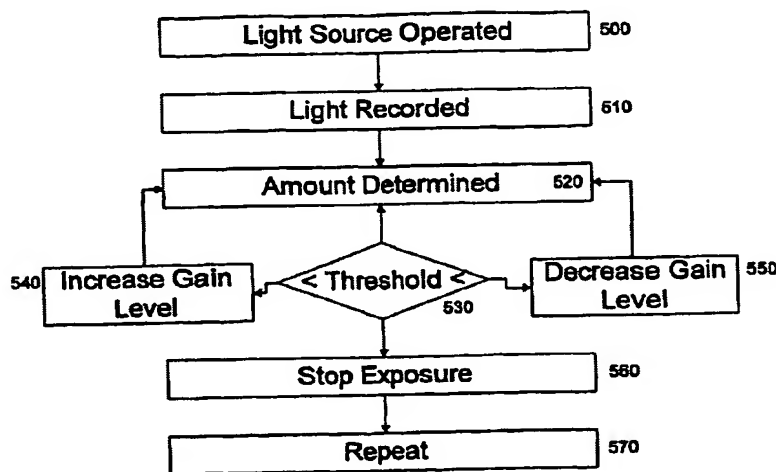 Light Source Operated 500
Light Recorded 510
Amount Determined 520
540 Increase Gain Level
< Threshold <
530
Decrease Gain Level 550
Stop Exposure 560
Repeat 570